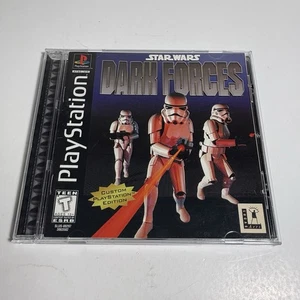 STAR WARS
DARK FORCES
PlayStation
CUSTOM
PLAYSTATION
EDITION
TEEN
ESRB